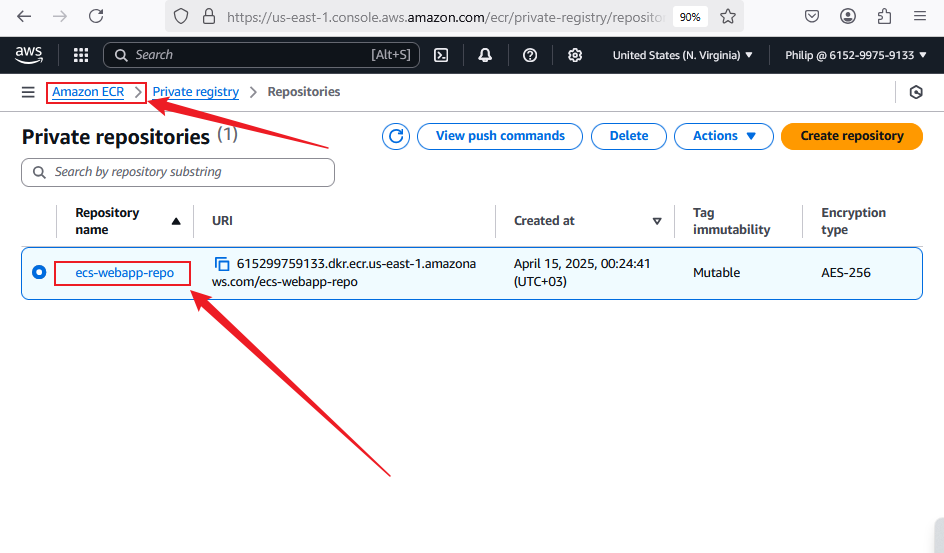 https://us-east-1.console.aws.amazon.com/ecr/private-registry/reposito
90%
aws
Search
[Alt+S]
United States (N. Virginia)
Philip @ 6152-9975-9133
Amazon ECR
Private registry
Repositories
Private repositories (1)
View push commands
Delete
Actions
Create repository
Search by repository substring
Repository
name
URI
Created at
Tag
immutability
Encryption
type
ecs-webapp-repo
615299759133.dkr.ecr.us-east-1.amazona
ws.com/ecs-webapp-repo
April 15, 2025, 00:24:41
(UTC+03)
Mutable
AES-256